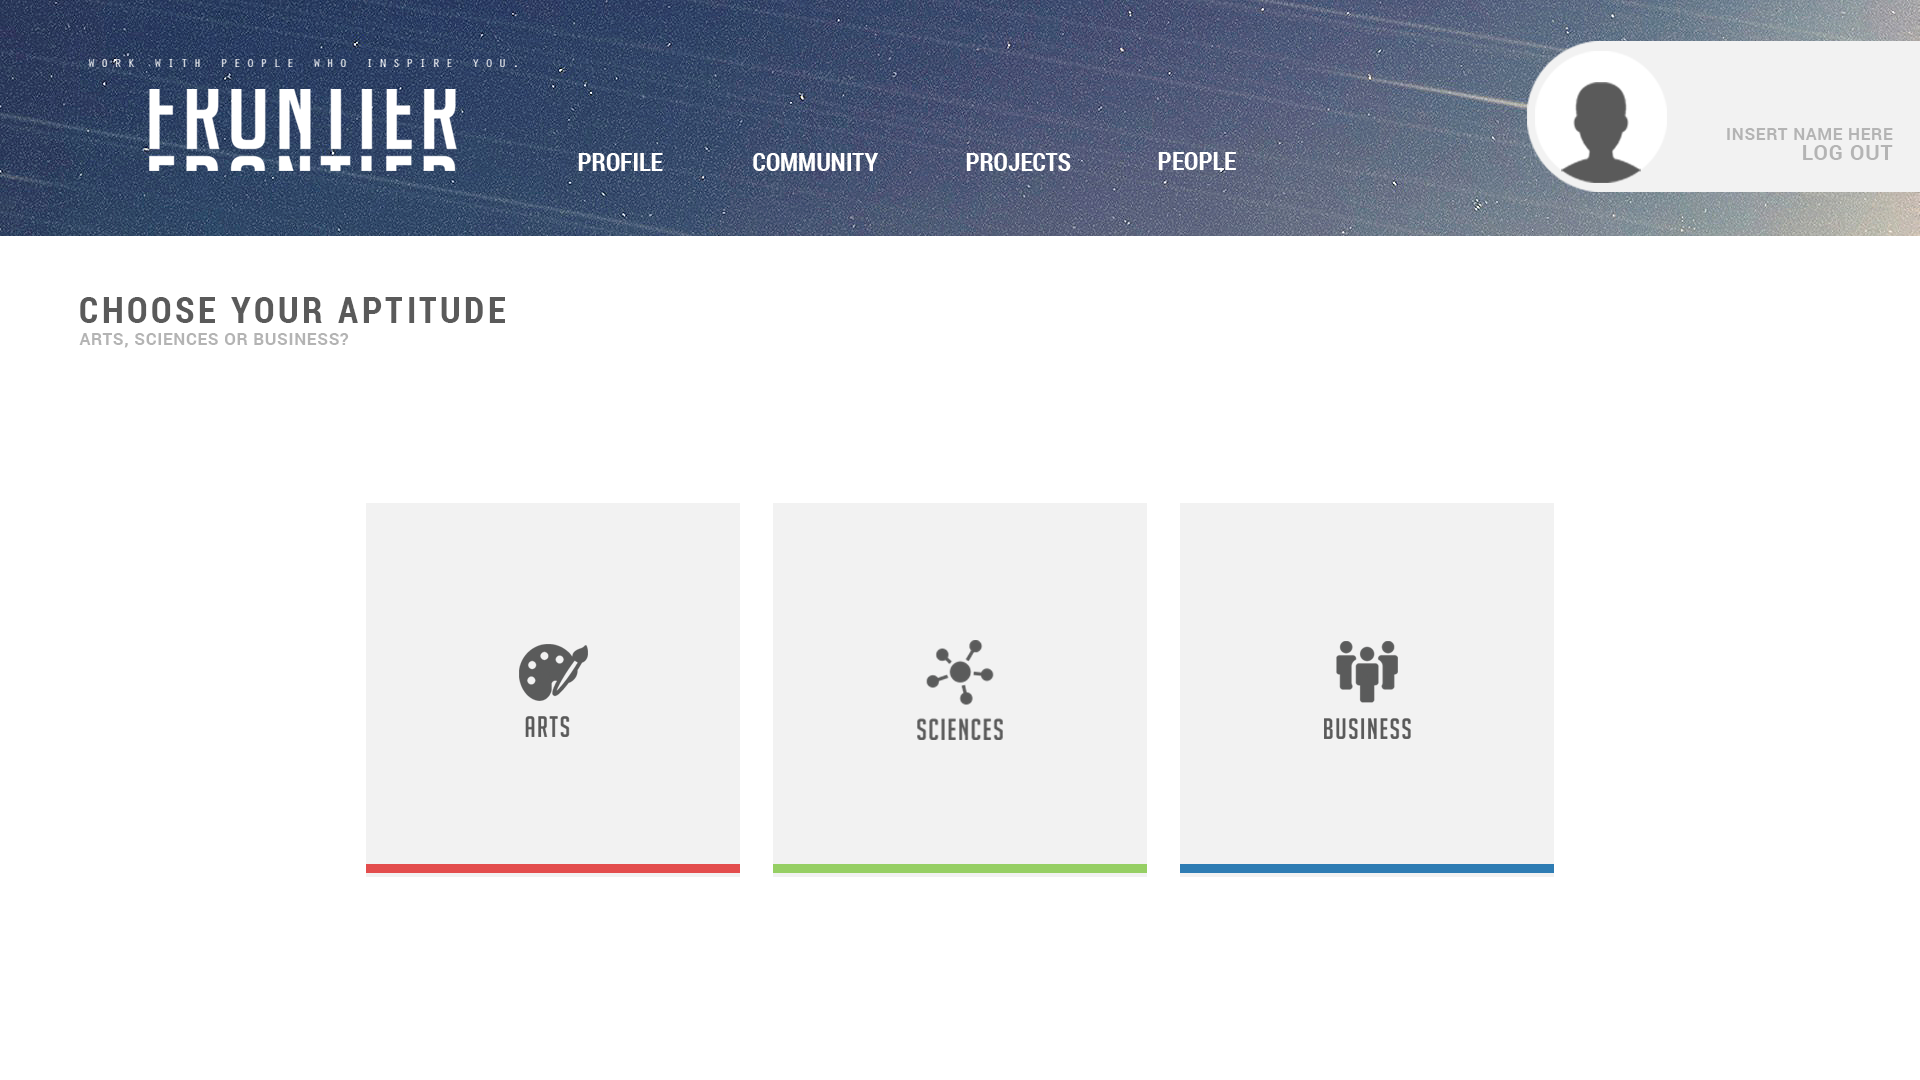 WORK WITH PEOPLE WHO INSPIRE YOU.
FRONTIER
PROFILE
COMMUNITY
PROJECTS
PEOPLE
INSERT NAME HERE
LOG OUT
CHOOSE YOUR APTITUDE
ARTS, SCIENCES OR BUSINESS?
ARTS
SCIENCES
BUSINESS